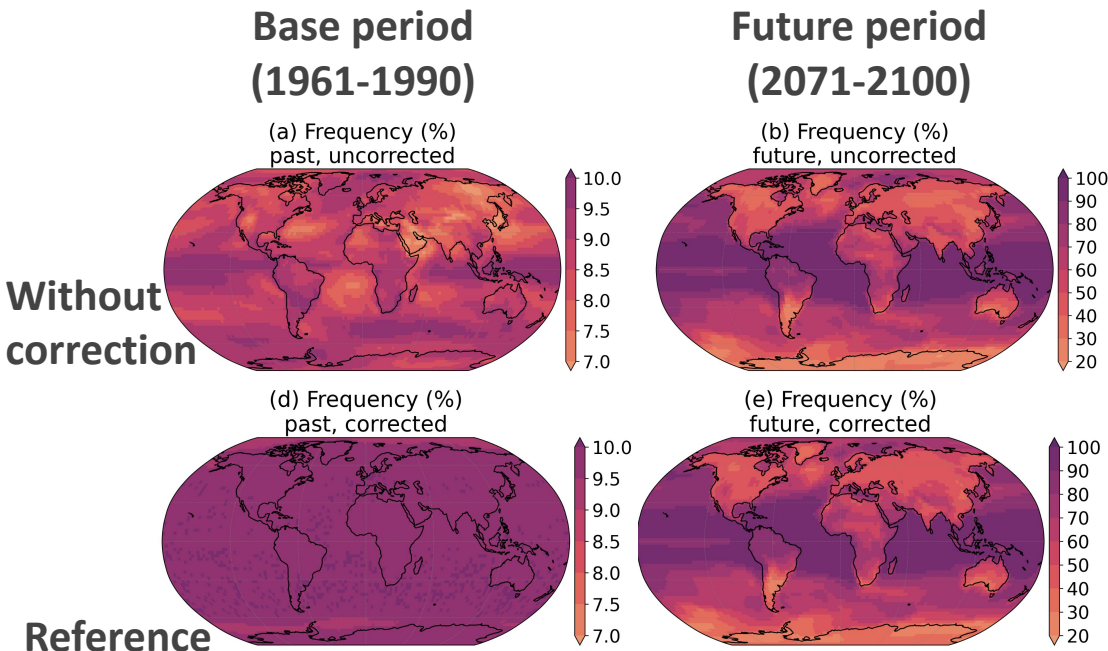 Base period
(1961-1990)
Future period
(2071-2100)
(a) Frequency (%)
past, uncorrected
(b) Frequency (%)
future, uncorrected
Without
correction
10.0
9.5
9.0
8.5
8.0
7.5
7.0
100
90
80
70
60
50
40
30
20
(d) Frequency (%)
past, corrected
(e) Frequency (%)
future, corrected
Reference
10.0
9.5
9.0
8.5
8.0
7.5
7.0
100
90
80
70
60
50
40
30
20